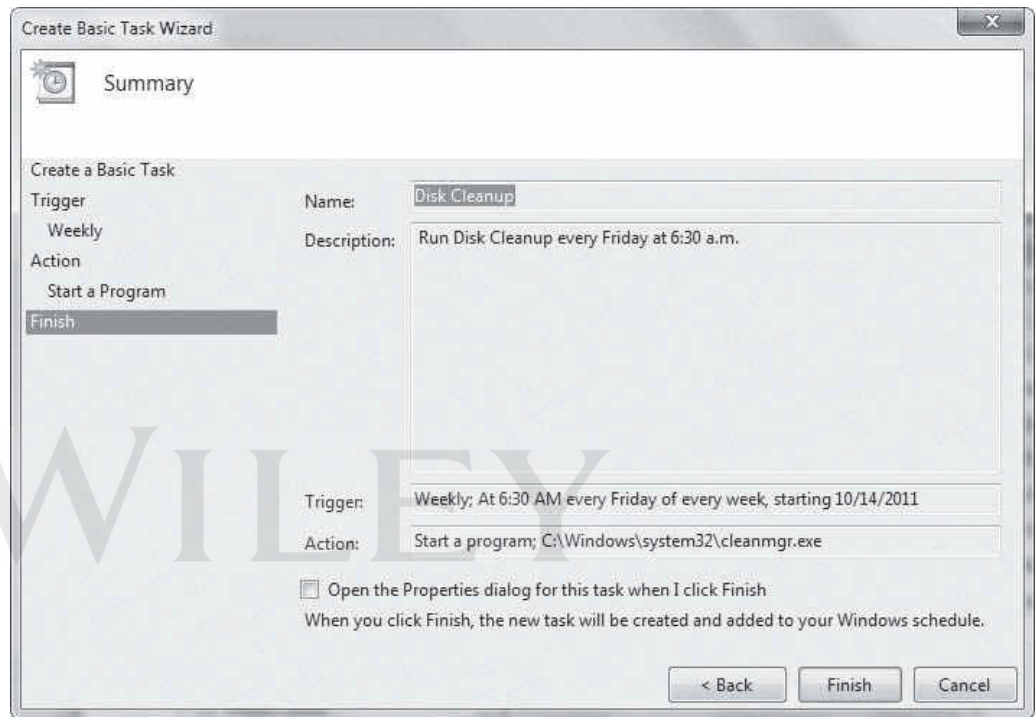 Create Basic Task Wizard
Summary
Create a Basic Task
Trigger
Weekly
Action
Start a Program
Finish
Name: Disk Cleanup
Description: Run Disk Cleanup every Friday at 6:30 a.m.
Trigger: Weekly; At 6:30 AM every Friday of every week, starting 10/14/2011
Action: Start a program; C:\Windows\system32\cleanmgr.exe
Open the Properties dialog for this task when I click Finish
When you click Finish, the new task will be created and added to your Windows schedule.
< Back Finish Cancel
WILEY